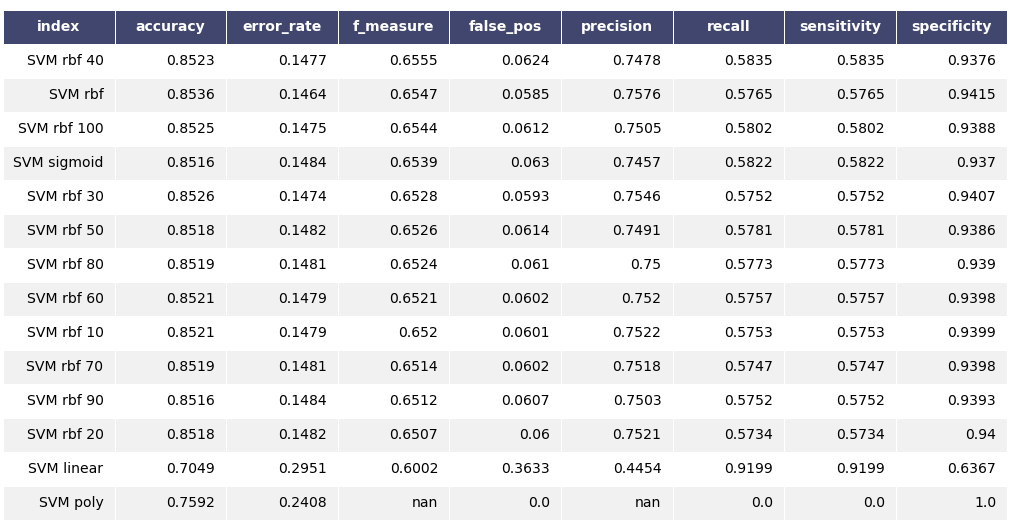 index accuracy error_rate f_measure false_pos precision recall sensitivity specificity
SVM rbf 40 0.8523 0.1477 0.6555 0.0624 0.7478 0.5835 0.5835 0.9376
SVM rbf 0.8536 0.1464 0.6547 0.0585 0.7576 0.5765 0.5765 0.9415
SVM rbf 100 0.8525 0.1475 0.6544 0.0612 0.7505 0.5802 0.5802 0.9388
SVM sigmoid 0.8516 0.1484 0.6539 0.063 0.7457 0.5822 0.5822 0.937
SVM rbf 30 0.8526 0.1474 0.6528 0.0593 0.7546 0.5752 0.5752 0.9407
SVM rbf 50 0.8518 0.1482 0.6526 0.0614 0.7491 0.5781 0.5781 0.9386
SVM rbf 80 0.8519 0.1481 0.6524 0.061 0.75 0.5773 0.5773 0.939
SVM rbf 60 0.8521 0.1479 0.6521 0.0602 0.752 0.5757 0.5757 0.9398
SVM rbf 10 0.8521 0.1479 0.652 0.0601 0.7522 0.5753 0.5753 0.9399
SVM rbf 70 0.8519 0.1481 0.6514 0.0602 0.7518 0.5747 0.5747 0.9398
SVM rbf 90 0.8516 0.1484 0.6512 0.0607 0.7503 0.5752 0.5752 0.9393
SVM rbf 20 0.8518 0.1482 0.6507 0.06 0.7521 0.5734 0.5734 0.94
SVM linear 0.7049 0.2951 0.6002 0.3633 0.4454 0.9199 0.9199 0.6367
SVM poly 0.7592 0.2408 nan 0.0 nan 0.0 0.0 1.0